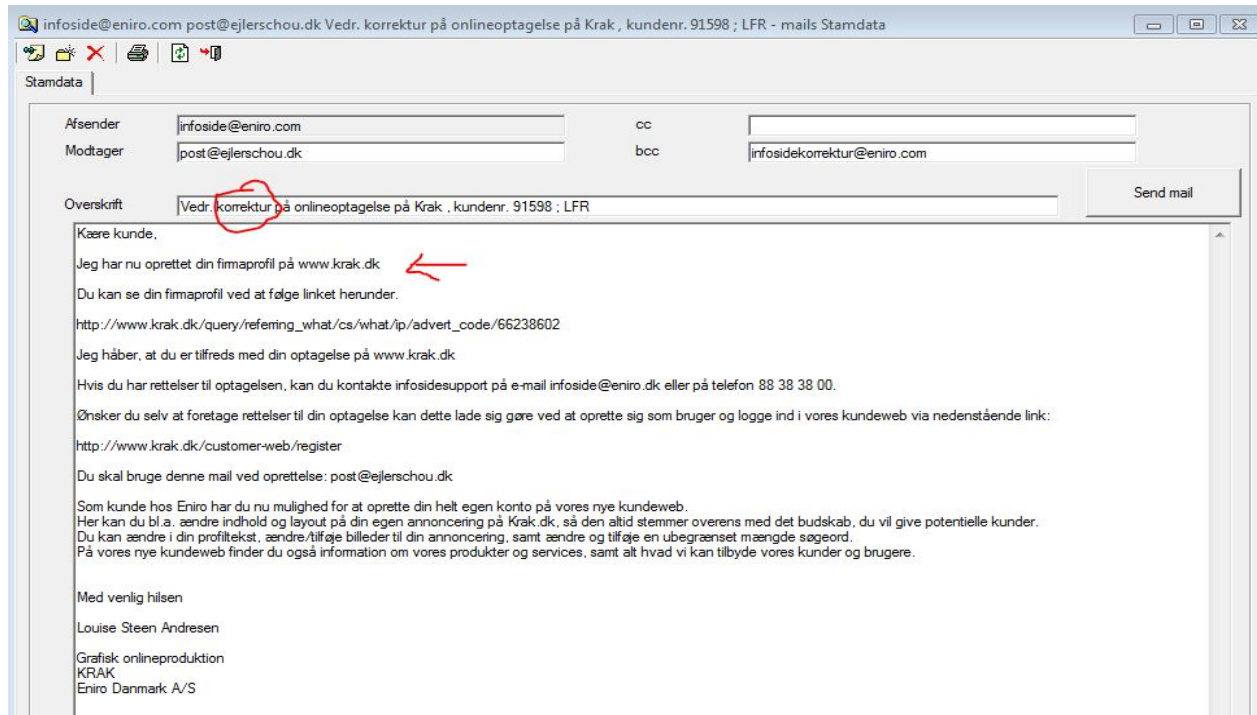 infoside@eniro.com post@ejlerschou.dk Vedr. korrektur på onlineoptagelse på Krak , kundenr. 91598 ; LFR - mails Stamdata
Stamdata
Afsender infoside@eniro.com cc
Modtager post@ejlerschou.dk bcc infosidekorrektur@eniro.com
Overskrift Vedr. korrektur på onlineoptagelse på Krak , kundenr. 91598 ; LFR Send mail
Kære kunde,
Jeg har nu oprettet din firmaprofil på www.krak.dk
Du kan se din firmaprofil ved at følge linket herunder.
http://www.krak.dk/query/referring_what/cs/what/ip/advert_code/66238602
Jeg håber, at du er tilfreds med din optagelse på www.krak.dk
Hvis du har rettelser til optagelsen, kan du kontakte infosidesupport på e-mail infoside@eniro.dk eller på telefon 88 38 38 00.
Ønsker du selv at foretage rettelser til din optagelse kan dette lade sig gøre ved at oprette sig som bruger og logge ind i vores kundeweb via nedenstående link:
http://www.krak.dk/customer-web/register
Du skal bruge denne mail ved oprettelse: post@ejlerschou.dk
Som kunde hos Eniro har du nu mulighed for at oprette din helt egen konto på vores nye kundeweb.
Her kan du bl.a. ændre indhold og layout på din egen annoncering på Krak.dk, så den altid stemmer overens med det budskab, du vil give potentielle kunder.
Du kan ændre i din profiltekst, ændre/tilføje billeder til din annoncering, samt ændre og tilføje en ubegrænset mængde søgeord.
På vores nye kundeweb finder du også information om vores produkter og services, samt alt hvad vi kan tilbyde vores kunder og brugere.
Med venlig hilsen
Louise Steen Andresen
Grafisk onlineproduktion
KRAK
Eniro Danmark A/S